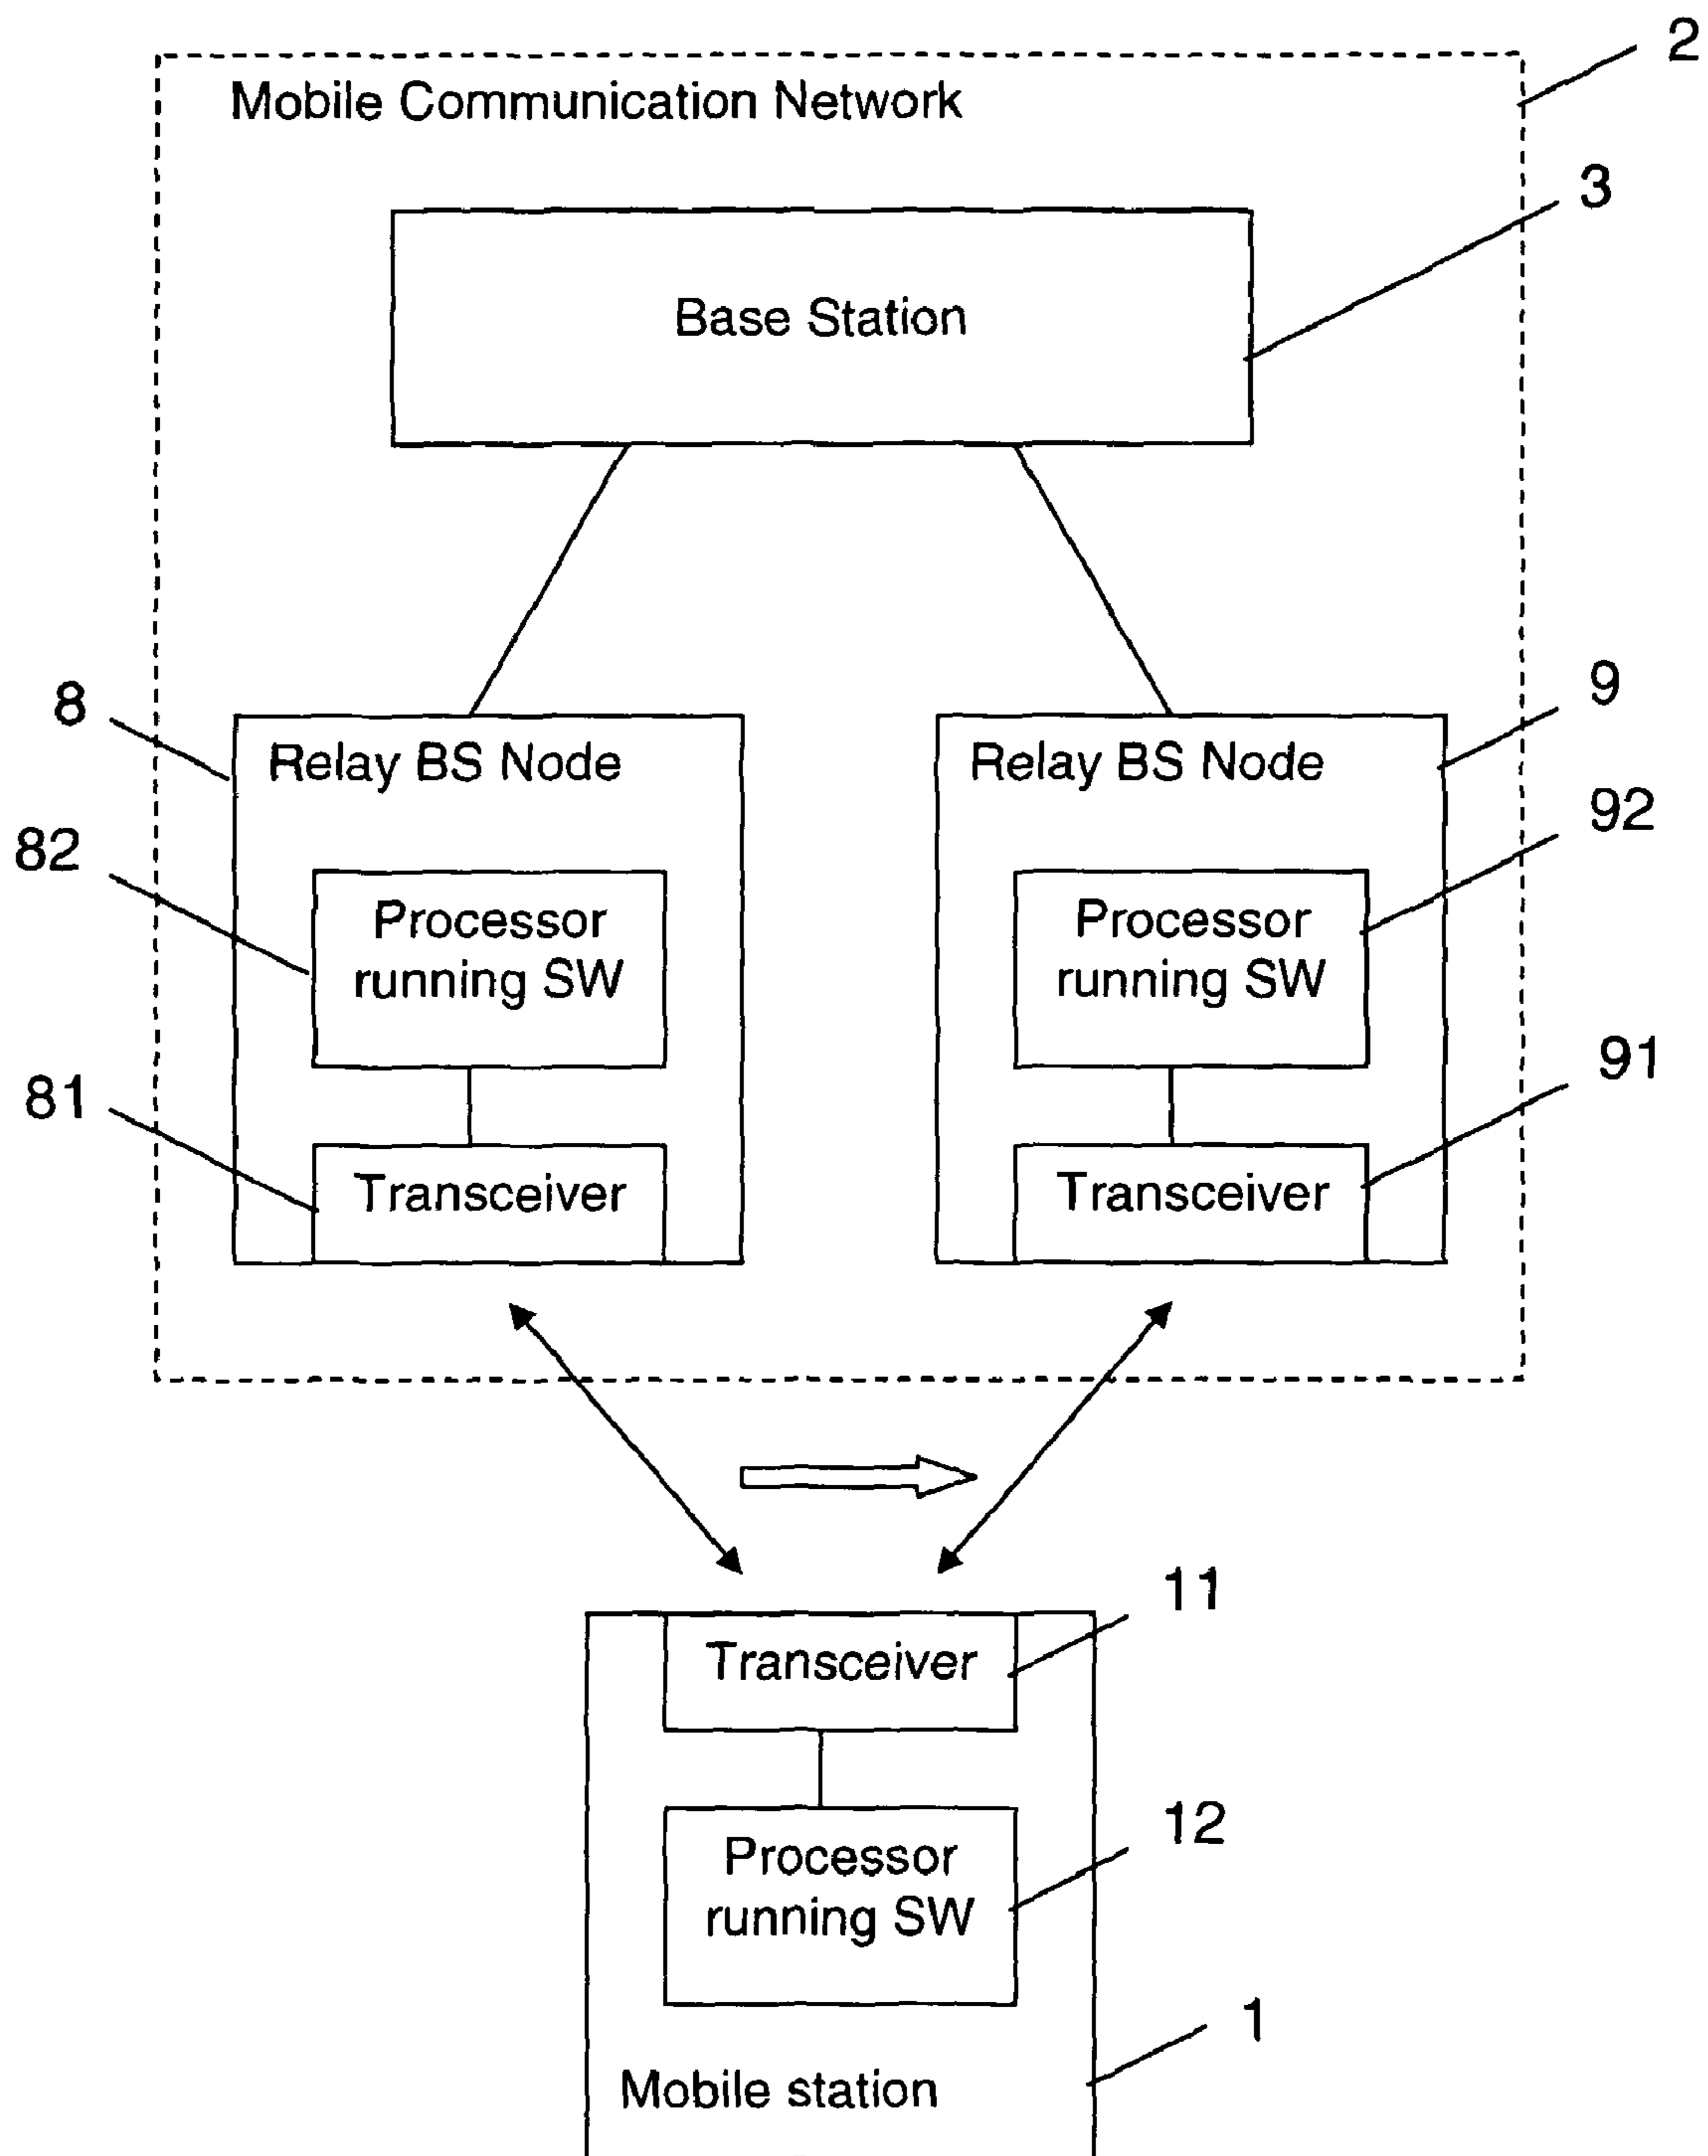 2
Mobile Communication Network
3
Base Station
8
9
Relay BS Node
Relay BS Node
82
92
Processor
running SW
Processor
running SW
81
91
Transceiver
Transceiver
11
Transceiver
12
Processor
running SW
1
Mobile station